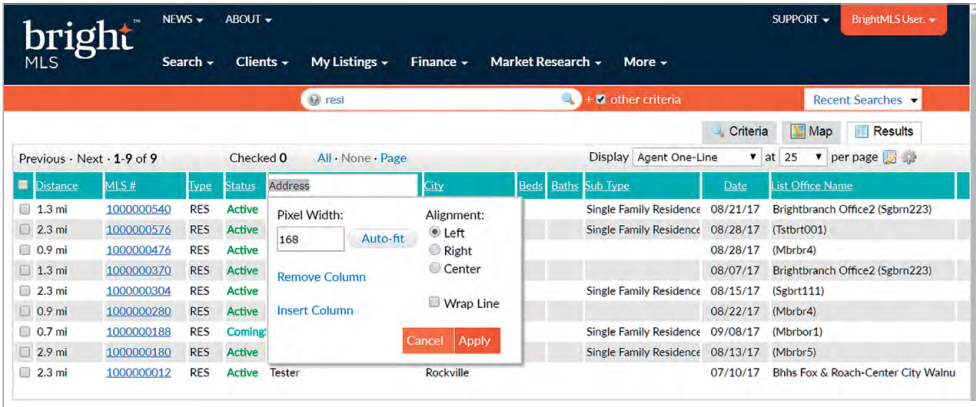 NEWS ABOUT SUPPORT BrightMLS User.
bright™
MLS
Search Clients My Listings Finance Market Research More
resi + other criteria Recent Searches
Criteria Map Results
Previous · Next · 1-9 of 9 Checked 0 All · None · Page Display Agent One-Line at 25 per page
Distance MLS # Type Status Address City Beds Baths Sub Type Date List Office Name
1.3 mi 1000000540 RES Active Single Family Residence 08/21/17 Brightbranch Office2 (Sgbrn223)
2.3 mi 1000000576 RES Active Single Family Residence 08/28/17 (Tstbrt001)
0.9 mi 1000000476 RES Active 08/28/17 (Mbrbr4)
1.3 mi 1000000370 RES Active 08/07/17 Brightbranch Office2 (Sgbrn223)
2.3 mi 1000000304 RES Active Single Family Residence 08/15/17 (Sgbrt111)
0.9 mi 1000000280 RES Active 08/22/17 (Mbrbr4)
0.7 mi 1000000188 RES Coming Single Family Residence 09/08/17 (Mbrbor1)
2.9 mi 1000000180 RES Active Single Family Residence 08/13/17 (Mbrbr5)
2.3 mi 1000000012 RES Active Tester Rockville 07/10/17 Bhhs Fox & Roach-Center City Walnu
Pixel Width: Alignment:
168 Auto-fit Left
Right
Center
Remove Column
Insert Column Wrap Line
Cancel Apply